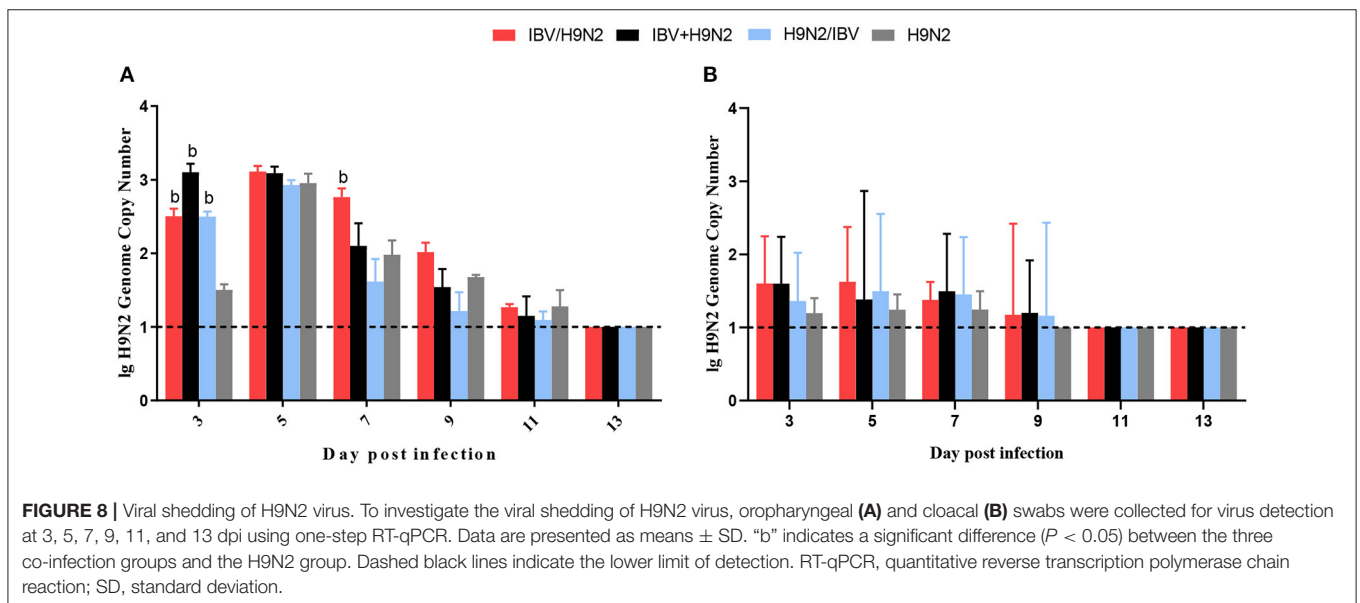 IBV/H9N2 IBV+H9N2 H9N2/IBV H9N2
A
lg H9N2 Genome Copy Number
4
3
2
1
0
b
b
b
b
3 5 7 9 11 13
Day post infection
B
lg H9N2 Genome Copy Number
4
3
2
1
0
3 5 7 9 11 13
Day post infection
FIGURE 8 | Viral shedding of H9N2 virus. To investigate the viral shedding of H9N2 virus, oropharyngeal (A) and cloacal (B) swabs were collected for virus detection
at 3, 5, 7, 9, 11, and 13 dpi using one-step RT-qPCR. Data are presented as means ± SD. “b” indicates a significant difference (P < 0.05) between the three
co-infection groups and the H9N2 group. Dashed black lines indicate the lower limit of detection. RT-qPCR, quantitative reverse transcription polymerase chain
reaction; SD, standard deviation.